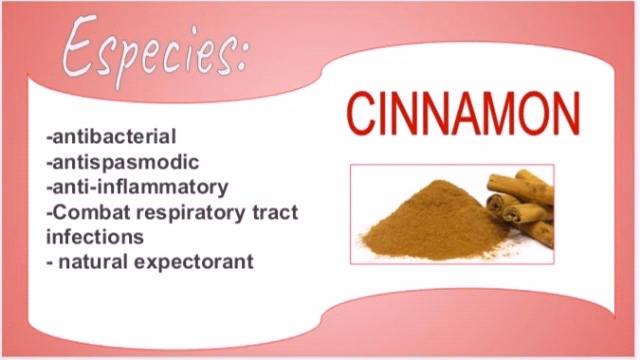 Especies:
CINNAMON
-antibacterial
-antispasmodic
-anti-inflammatory
-Combat respiratory tract
infections
- natural expectorant